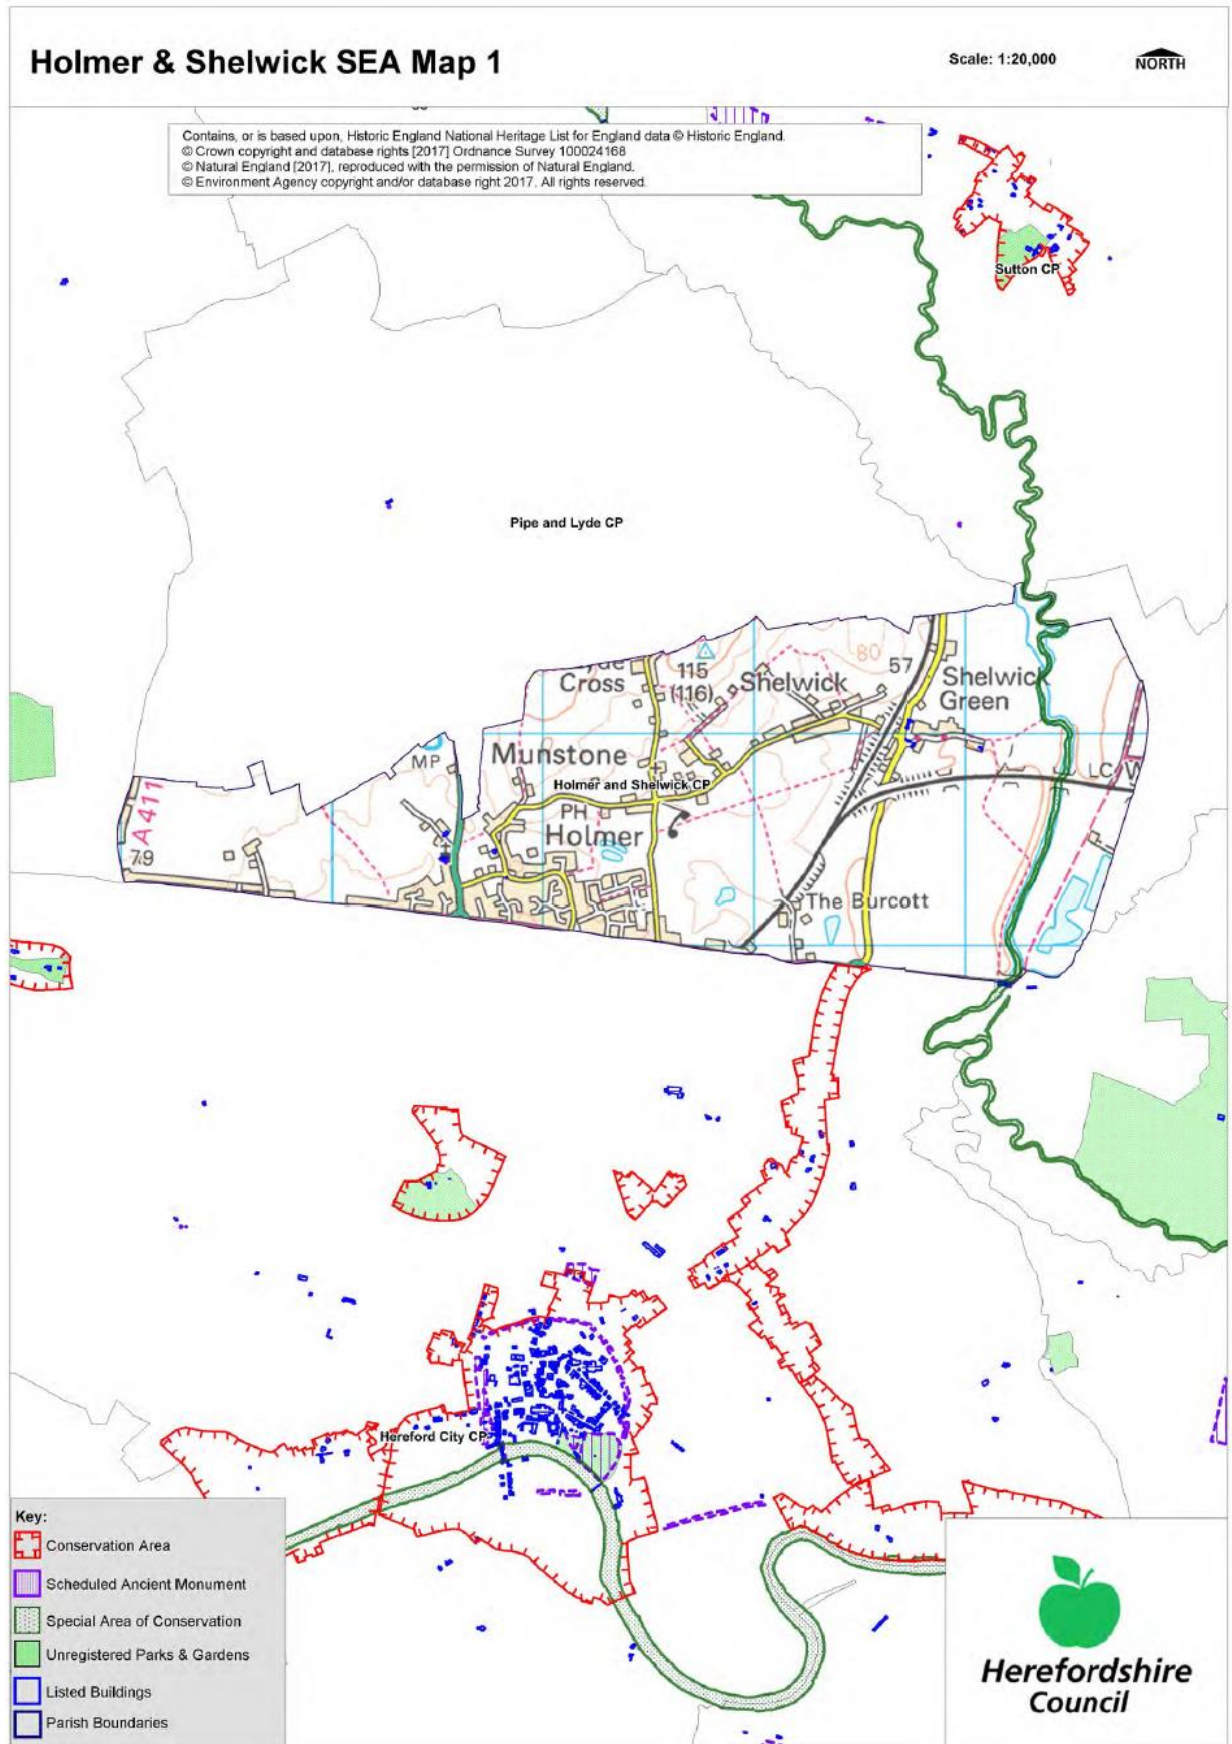 Holmer & Shelwick SEA Map 1
Scale: 1:20,000
NORTH
Contains, or is based upon, Historic England National Heritage List for England data © Historic England.
© Crown copyright and database rights [2017] Ordnance Survey 100024168
© Natural England [2017], reproduced with the permission of Natural England.
© Environment Agency copyright and/or database right 2017. All rights reserved.
Sutton CP
Pipe and Lyde CP
Cross
115
(116)
Shelwick
80
57
Shelwick
Green
MP
Munstone
Holmer and Shelwick CP
LC
A 411
PH
Holmer
79
The Burcott
Hereford City CP
Key:
Conservation Area
Scheduled Ancient Monument
Special Area of Conservation
Unregistered Parks & Gardens
Listed Buildings
Parish Boundaries
Herefordshire
Council